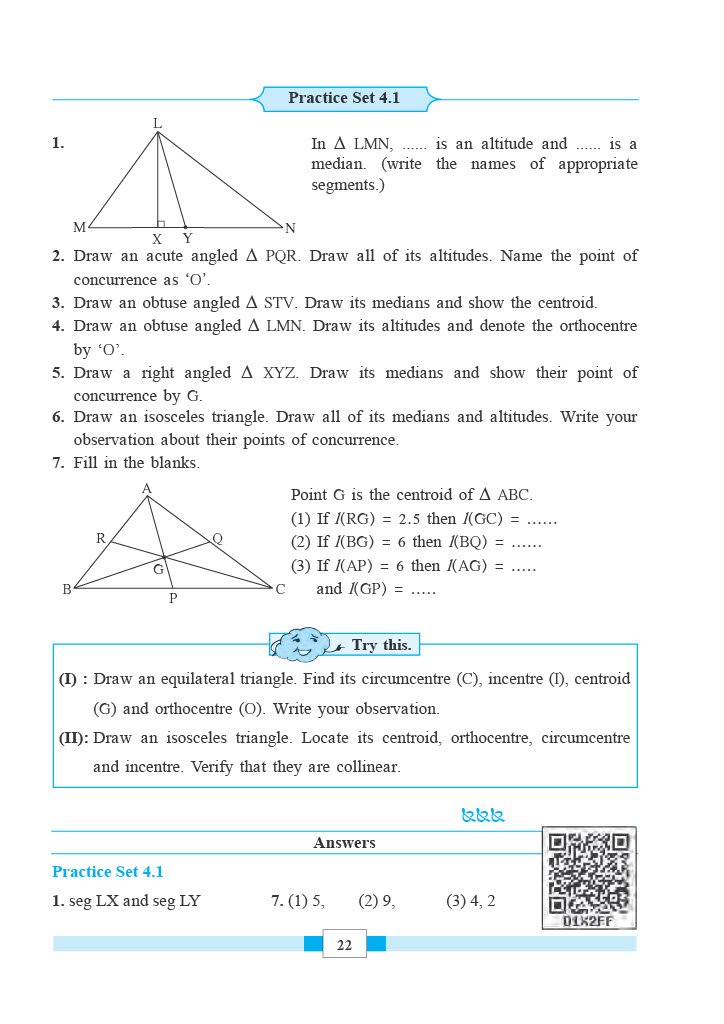 Practice Set 4.1
1.
L
M
X
Y
N
In Δ LMN, ...... is an altitude and ...... is a
median. (write the names of appropriate
segments.)
2. Draw an acute angled Δ PQR. Draw all of its altitudes. Name the point of
concurrence as ‘O’.
3. Draw an obtuse angled Δ STV. Draw its medians and show the centroid.
4. Draw an obtuse angled Δ LMN. Draw its altitudes and denote the orthocentre
by ‘O’.
5. Draw a right angled Δ XYZ. Draw its medians and show their point of
concurrence by G.
6. Draw an isosceles triangle. Draw all of its medians and altitudes. Write your
observation about their points of concurrence.
7. Fill in the blanks.
A
R
Q
G
B
P
C
Point G is the centroid of Δ ABC.
(1) If l(RG) = 2.5 then l(GC) = ......
(2) If l(BG) = 6 then l(BQ) = ......
(3) If l(AP) = 6 then l(AG) = .....
and l(GP) = .....
Try this.
(I) : Draw an equilateral triangle. Find its circumcentre (C), incentre (I), centroid
(G) and orthocentre (O). Write your observation.
(II): Draw an isosceles triangle. Locate its centroid, orthocentre, circumcentre
and incentre. Verify that they are collinear.
Answers
Practice Set 4.1
1. seg LX and seg LY 7. (1) 5, (2) 9, (3) 4, 2
D1X2FF
22